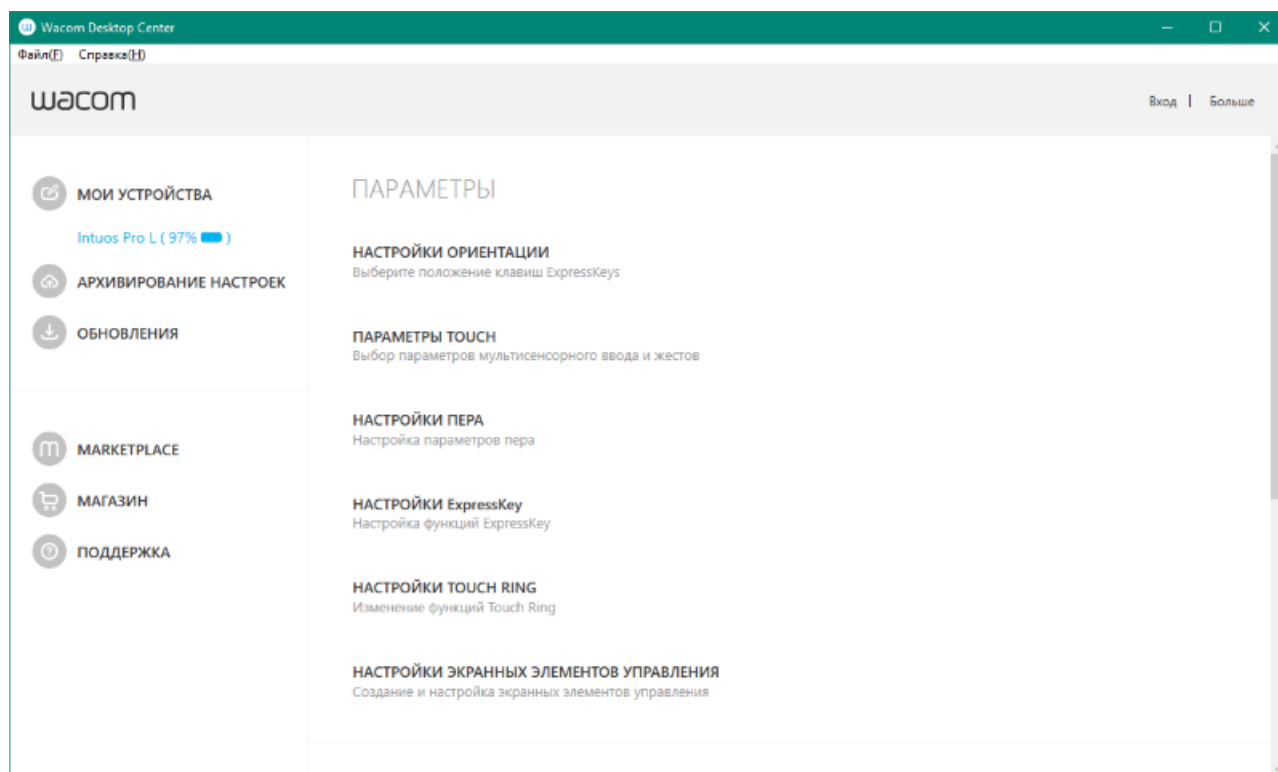 Wacom Desktop Center
Файл(F) Справка(H)
wacom
Вход | Больше
МОИ УСТРОЙСТВА
Intuos Pro L ( 97% )
АРХИВИРОВАНИЕ НАСТРОЕК
ОБНОВЛЕНИЯ
MARKETPLACE
МАГАЗИН
ПОДДЕРЖКА
ПАРАМЕТРЫ
НАСТРОЙКИ ОРИЕНТАЦИИ
Выберите положение клавиш ExpressKeys
ПАРАМЕТРЫ TOUCH
Выбор параметров мультисенсорного ввода и жестов
НАСТРОЙКИ ПЕРА
Настройка параметров пера
НАСТРОЙКИ ExpressKey
Настройка функций ExpressKey
НАСТРОЙКИ TOUCH RING
Изменение функций Touch Ring
НАСТРОЙКИ ЭКРАННЫХ ЭЛЕМЕНТОВ УПРАВЛЕНИЯ
Создание и настройка экранных элементов управления